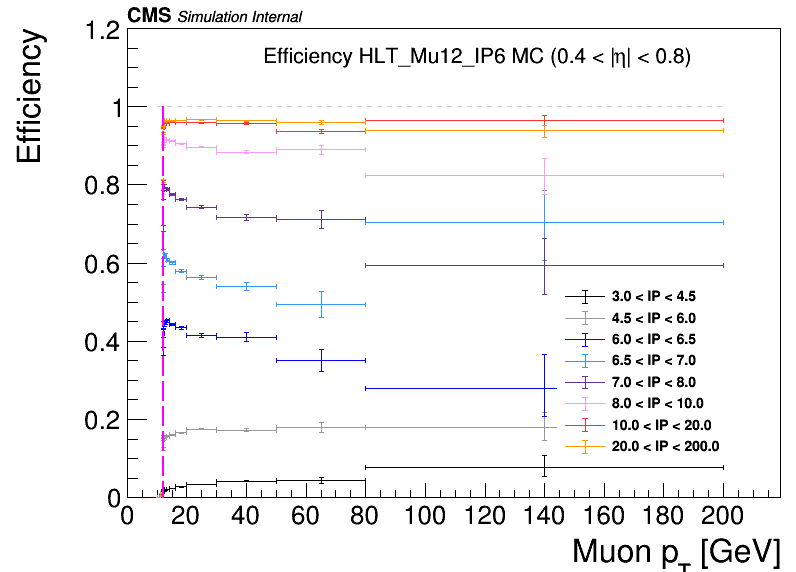 CMS Simulation Internal
Efficiency HLT_Mu12_IP6 MC (0.4 < |η| < 0.8)
Efficiency
1.2
1
0.8
0.6
0.4
0.2
0
3.0 < IP < 4.5
4.5 < IP < 6.0
6.0 < IP < 6.5
6.5 < IP < 7.0
7.0 < IP < 8.0
8.0 < IP < 10.0
10.0 < IP < 20.0
20.0 < IP < 200.0
0 20 40 60 80 100 120 140 160 180 200
Muon pT [GeV]